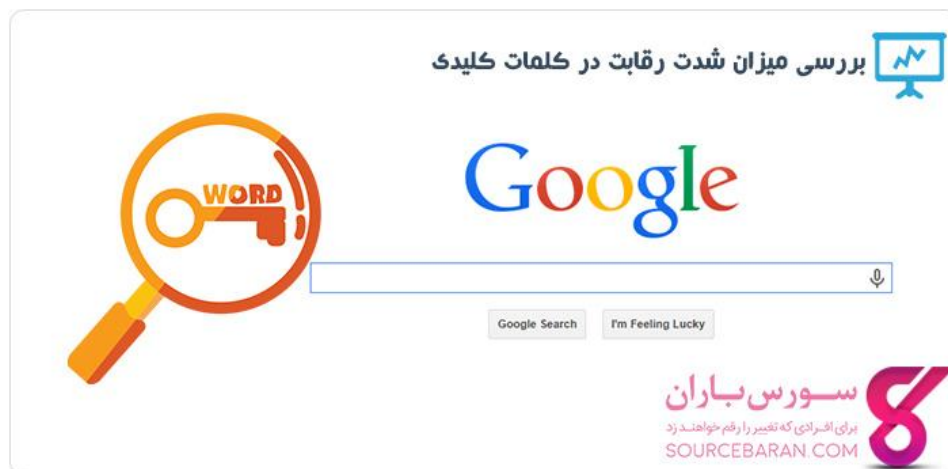 بررسی میزان شدت رقابت در کلمات کلیدی
WORD
Google
Google Search
I'm Feeling Lucky
سورس باران
برای افرادی که تغییر را رقم خواهند زد
SOURCEBARAN.COM